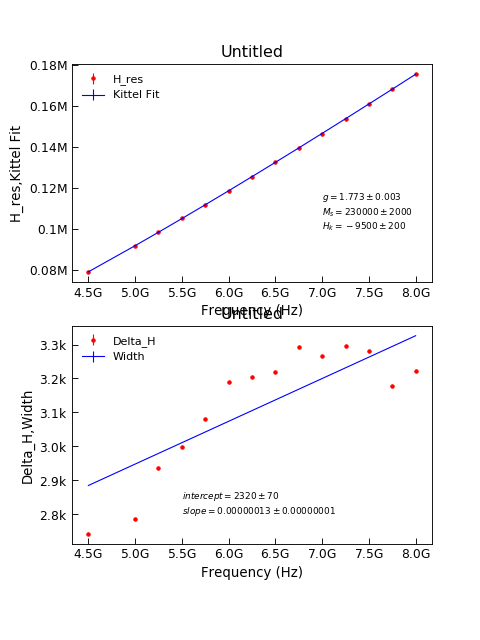 Untitled
0.18M
0.16M
0.14M
0.12M
0.1M
0.08M
H_res,Kittel Fit
H_res
Kittel Fit
g = 1.773 ± 0.003
M_s = 230000 ± 2000
H_k = −9500 ± 200
4.5G 5.0G 5.5G 6.0G 6.5G 7.0G 7.5G 8.0G
Frequency (Hz)
Untitled
3.3k
3.2k
3.1k
3.0k
2.9k
2.8k
Delta_H,Width
Delta_H
Width
intercept = 2320 ± 70
slope = 0.00000013 ± 0.00000001
4.5G 5.0G 5.5G 6.0G 6.5G 7.0G 7.5G 8.0G
Frequency (Hz)